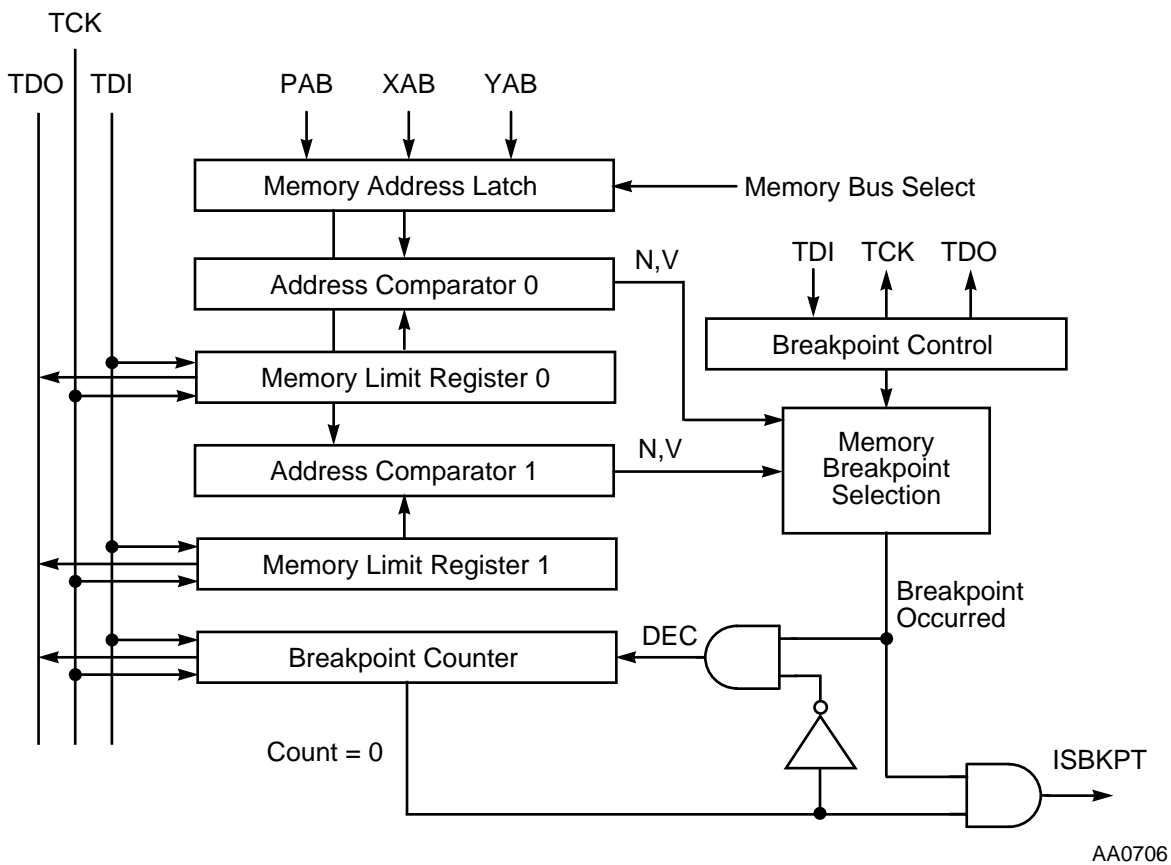 TCK
TDO TDI
PAB XAB YAB
Memory Address Latch
Memory Bus Select
Address Comparator 0
N,V
TDI TCK TDO
Breakpoint Control
Memory Limit Register 0
Memory
Breakpoint
Selection
Address Comparator 1
N,V
Memory Limit Register 1
Breakpoint
Occurred
DEC
Breakpoint Counter
Count = 0
ISBKPT
AA0706